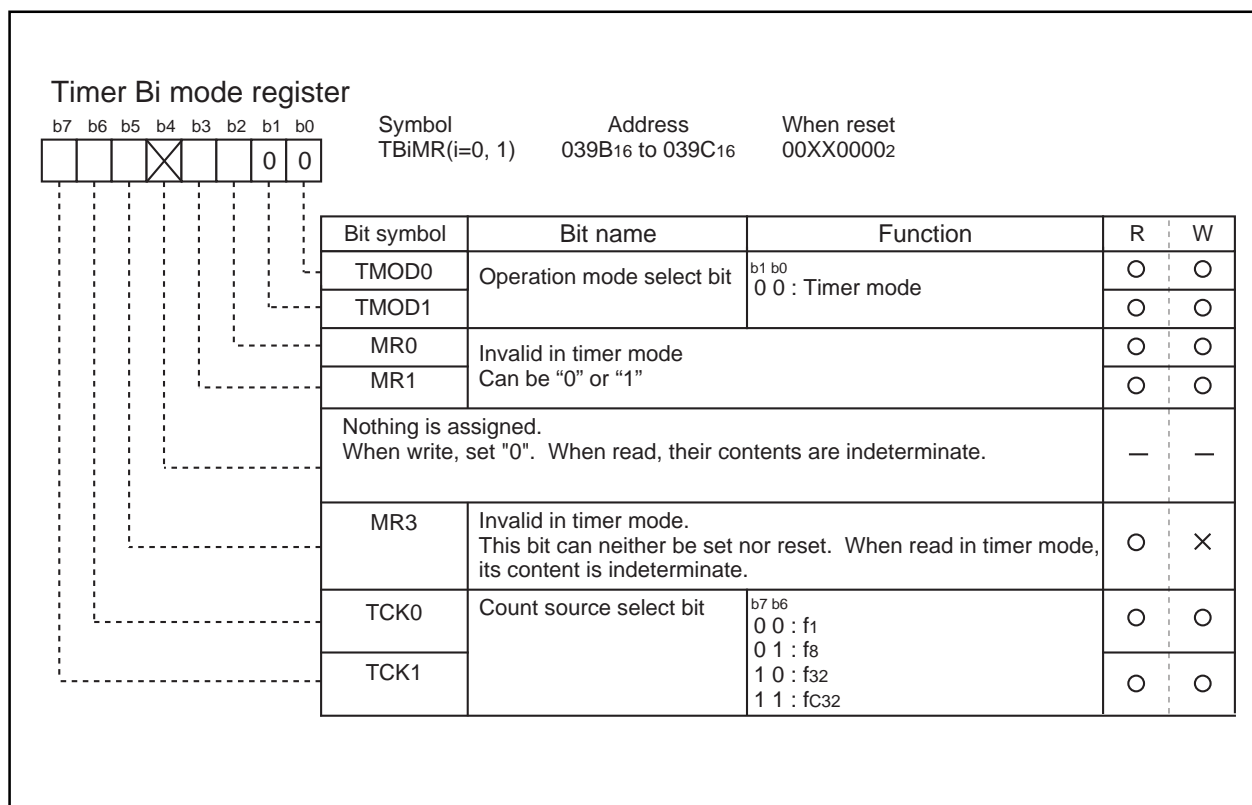 Timer Bi mode register
b7 b6 b5 b4 b3 b2 b1 b0
0 0
Symbol Address When reset
TBiMR(i=0, 1) 039B16 to 039C16 00XX00002
Bit symbol Bit name Function R W
TMOD0 Operation mode select bit b1 b0
0 0 : Timer mode
TMOD1
MR0 Invalid in timer mode
MR1 Can be “0” or “1”
Nothing is assigned.
When write, set "0". When read, their contents are indeterminate. – –
MR3 Invalid in timer mode.
This bit can neither be set nor reset. When read in timer mode,
its content is indeterminate.
TCK0 Count source select bit b7 b6
0 0 : f1
0 1 : f8
TCK1 1 0 : f32
1 1 : fC32